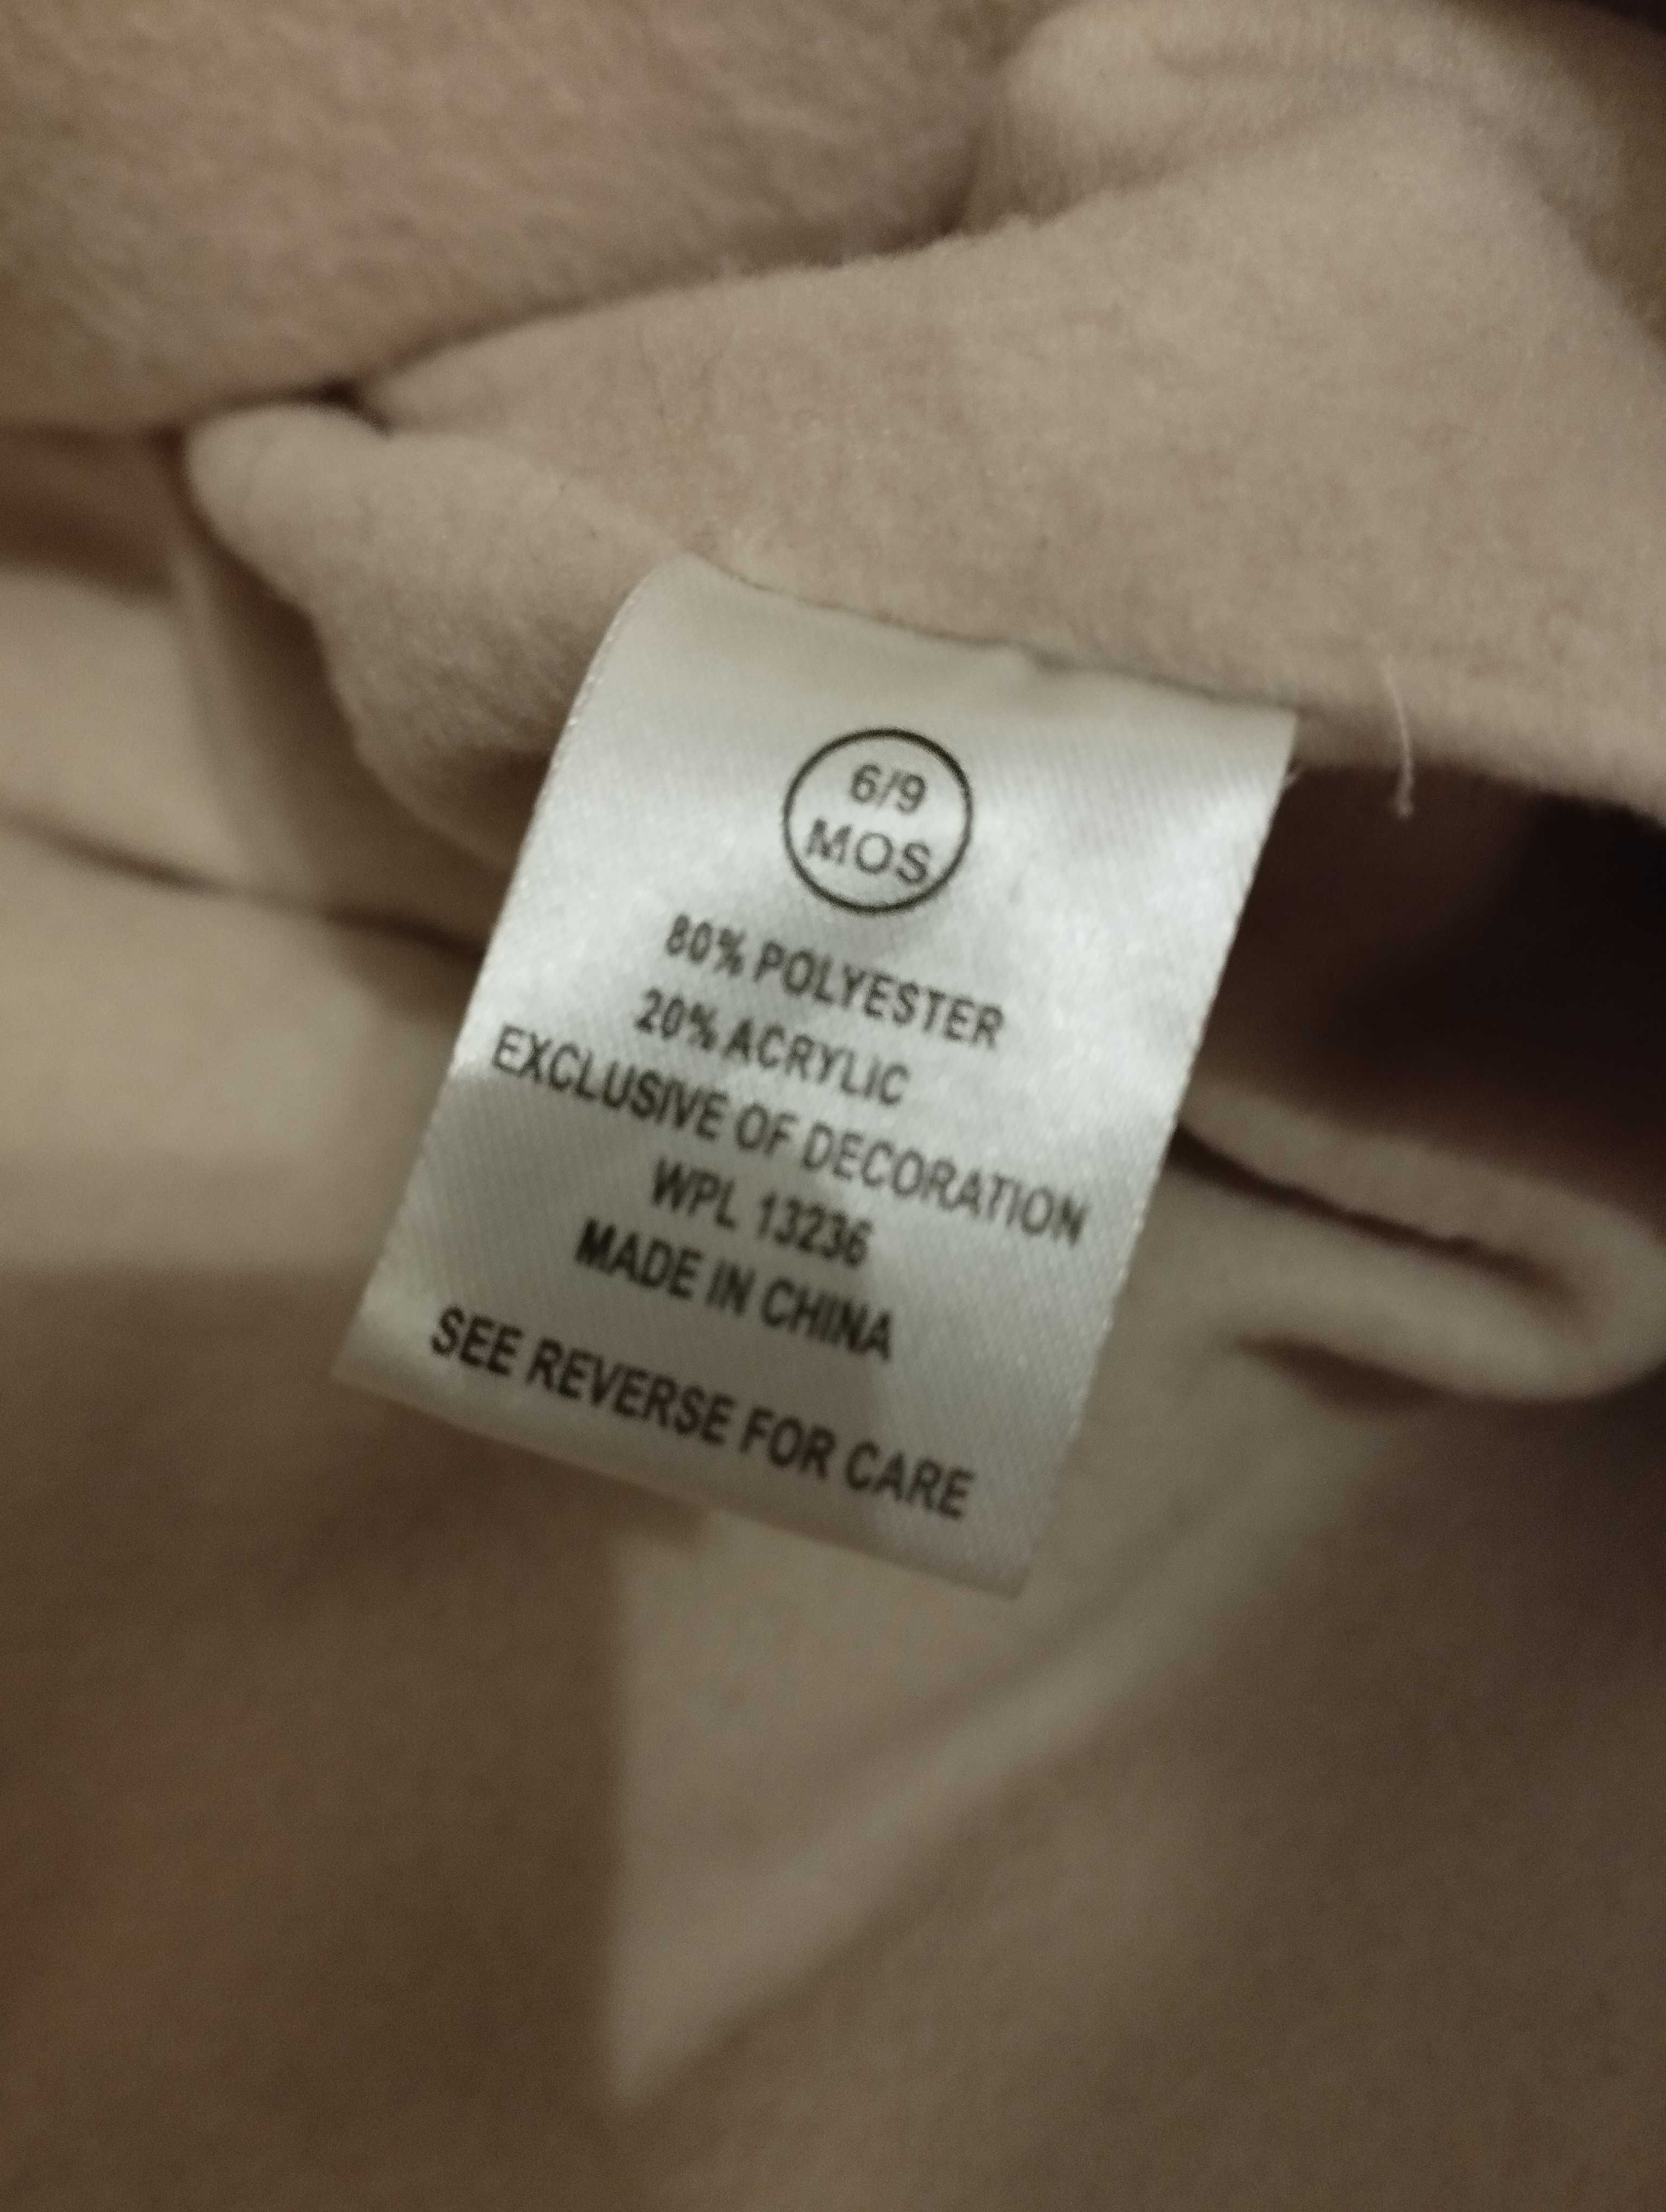 6/9
MOS
80% POLYESTER
20% ACRYLIC
EXCLUSIVE OF DECORATION
WPL 13236
MADE IN CHINA
SEE REVERSE FOR CARE